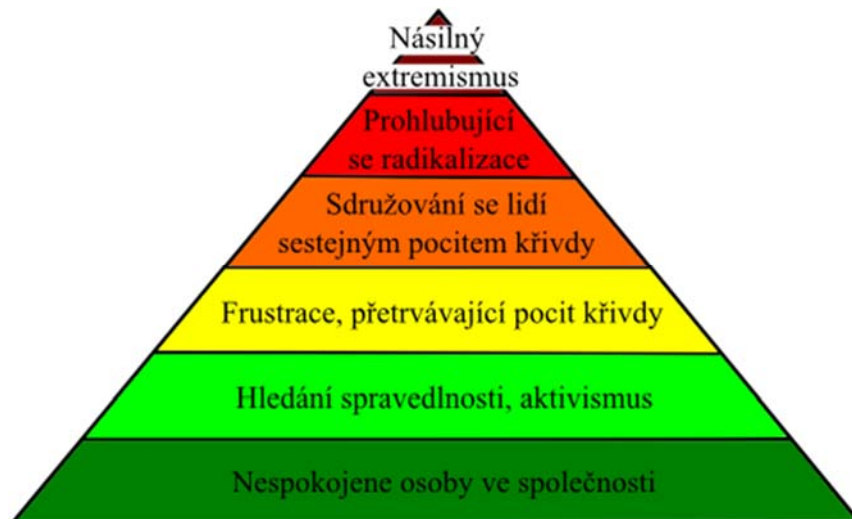 Násilný
extremismus
Prohlubující
se radikalizace
Sdružování se lidí
sestejným pocitem křivdy
Frustrace, přetrvávající pocit křivdy
Hledání spravedlnosti, aktivismus
Nespokojene osoby ve společnosti